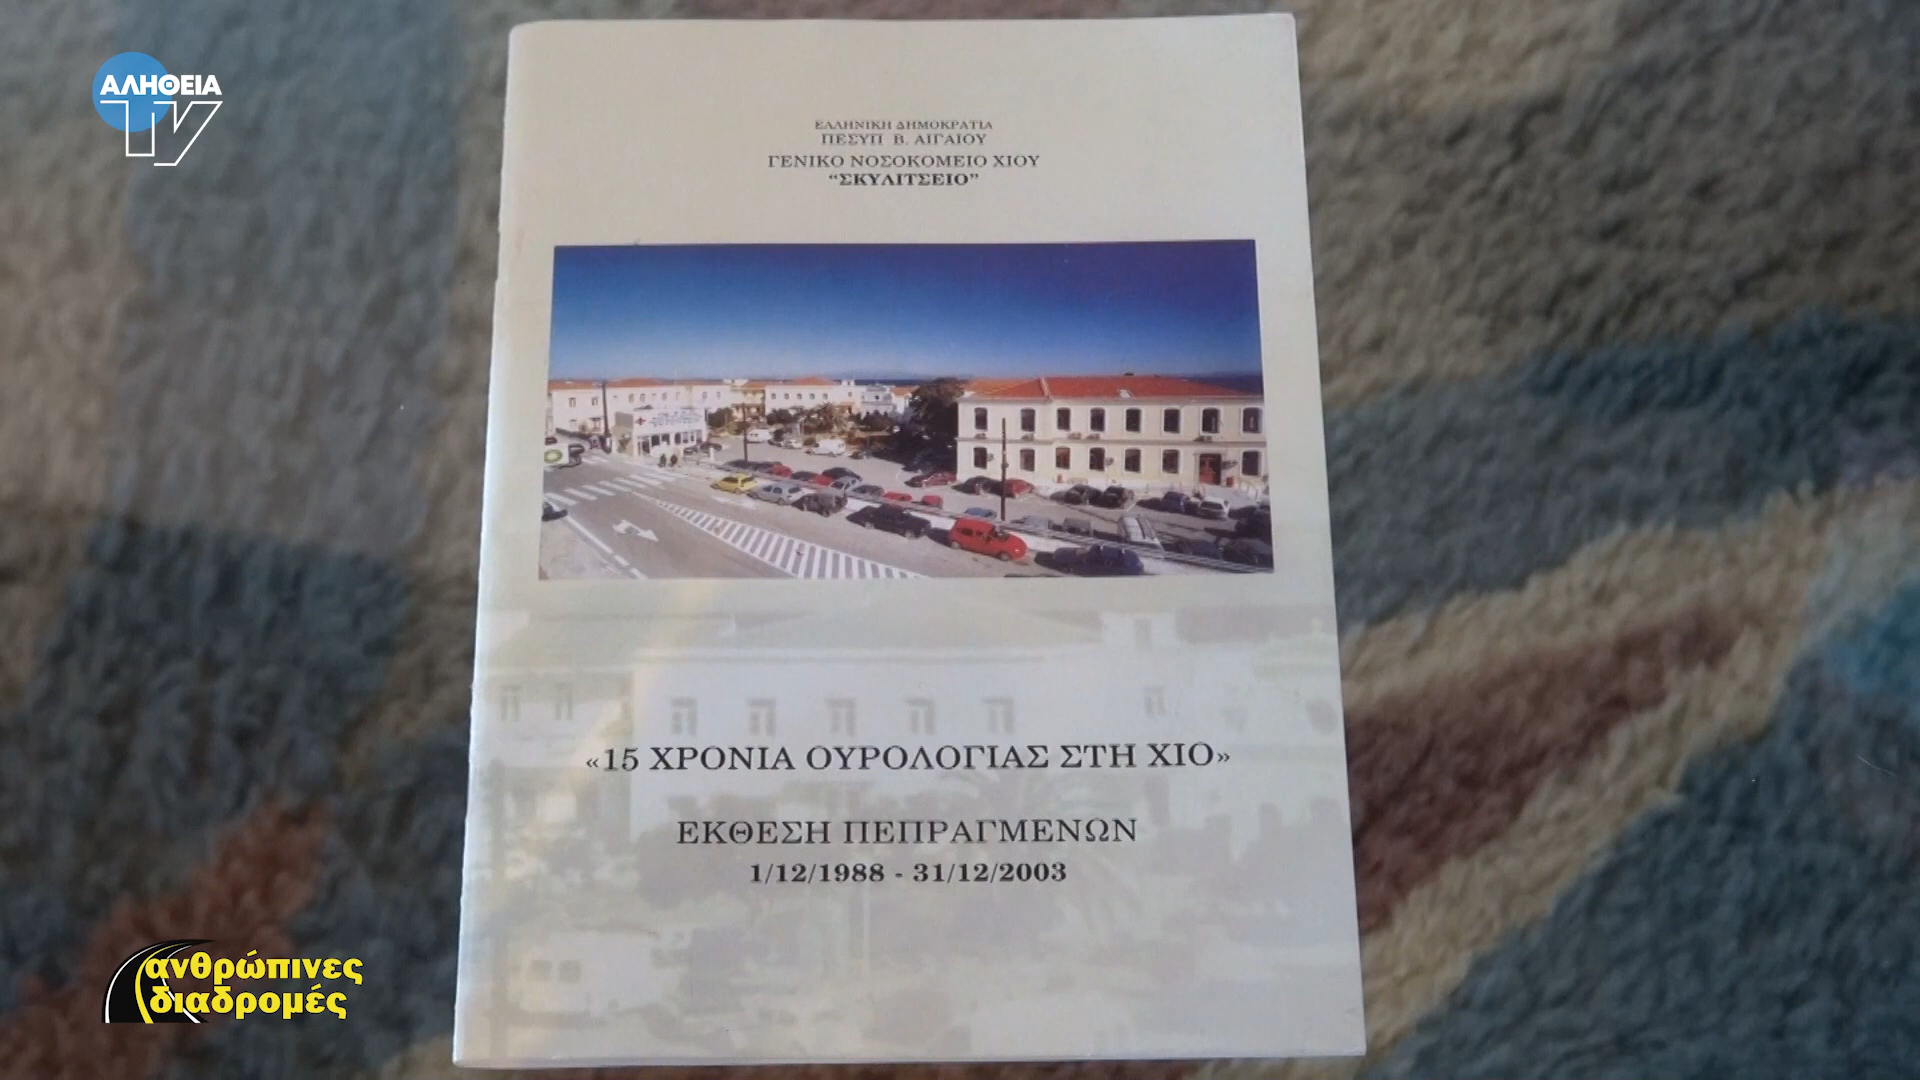 ΑΛΗΘΕΙΑ
TV
ΕΛΛΗΝΙΚΗ ΔΗΜΟΚΡΑΤΙΑ
ΠΕΣΥΠ Β. ΑΙΓΑΙΟΥ
ΓΕΝΙΚΟ ΝΟΣΟΚΟΜΕΙΟ ΧΙΟΥ
“ΣΚΥΛΙΤΣΕΙΟ”
«15 ΧΡΟΝΙΑ ΟΥΡΟΛΟΓΙΑΣ ΣΤΗ ΧΙΟ»
ΕΚΘΕΣΗ ΠΕΠΡΑΓΜΕΝΩΝ
1/12/1988 - 31/12/2003
ανθρώπινες
διαδρομές